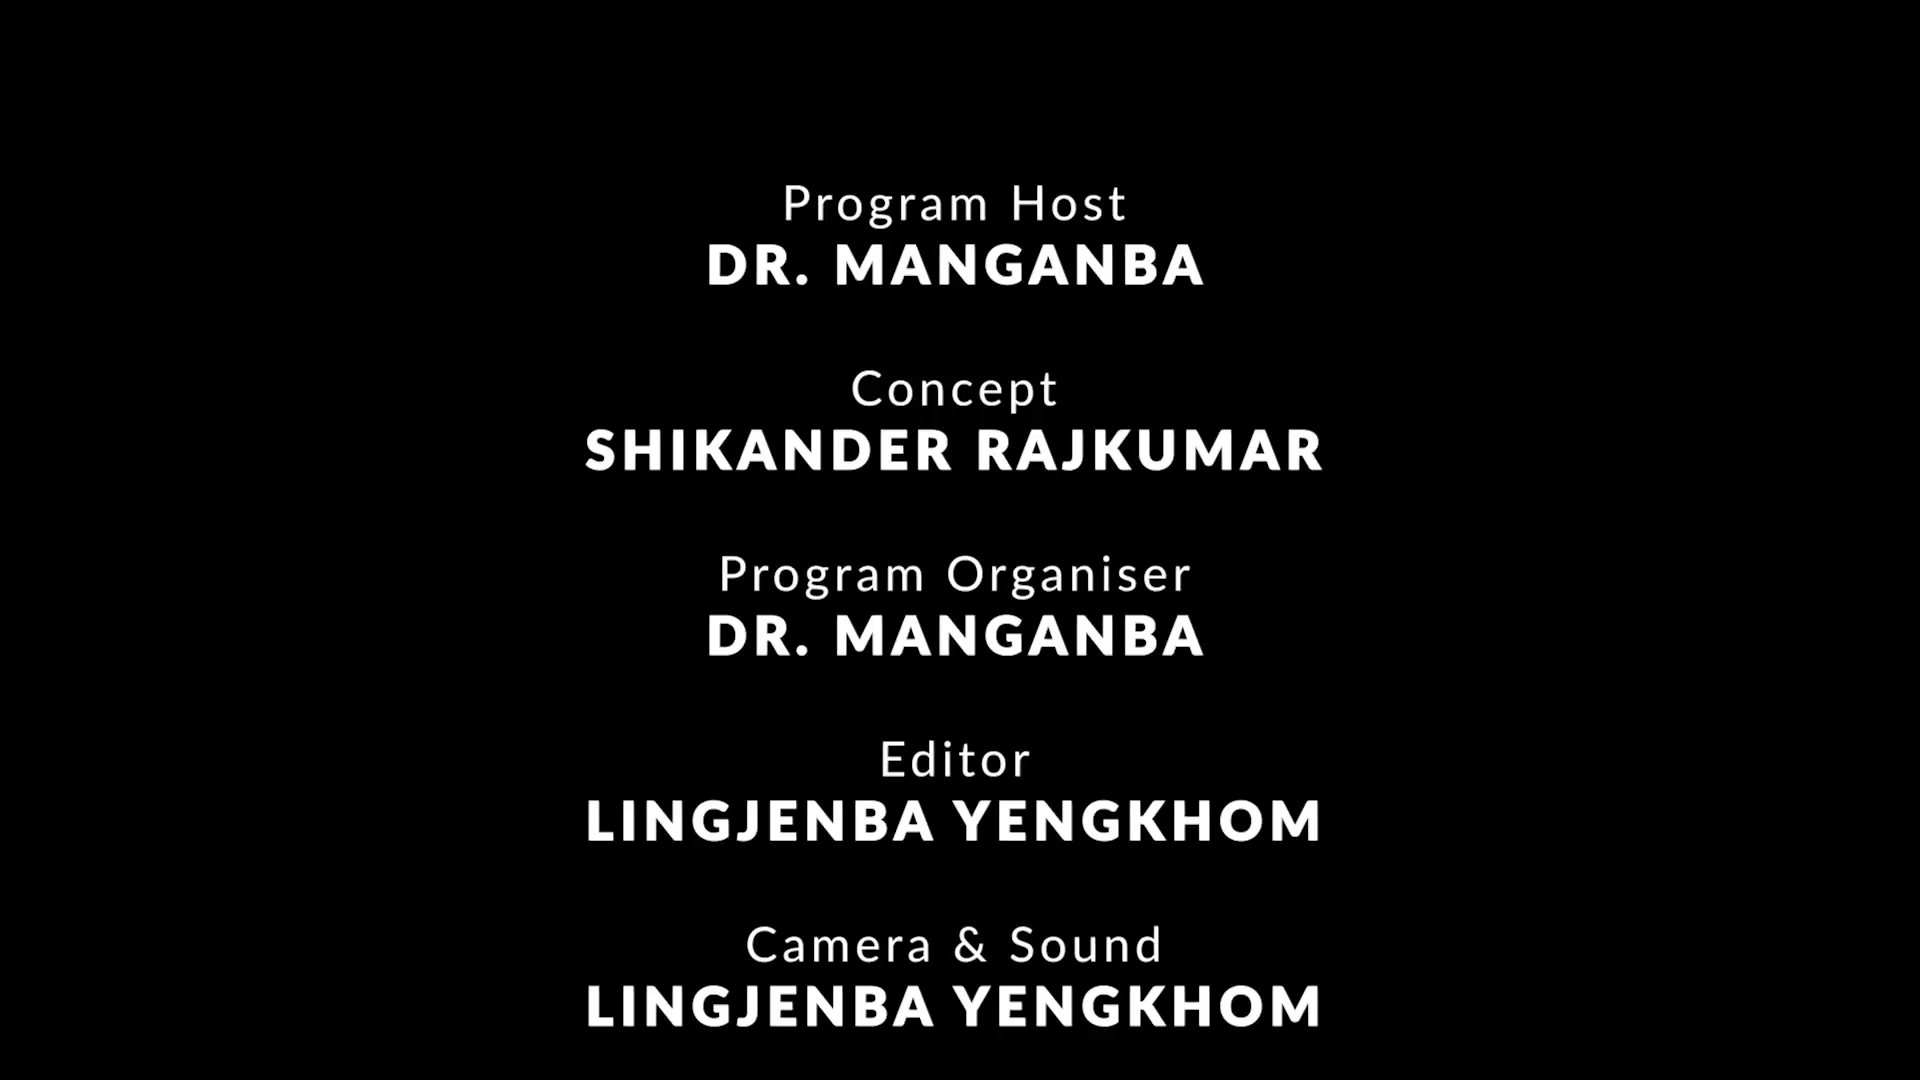 Program Host
DR. MANGANBA
Concept
SHIKANDER RAJKUMAR
Program Organiser
DR. MANGANBA
Editor
LINGJENBA YENGKHOM
Camera & Sound
LINGJENBA YENGKHOM